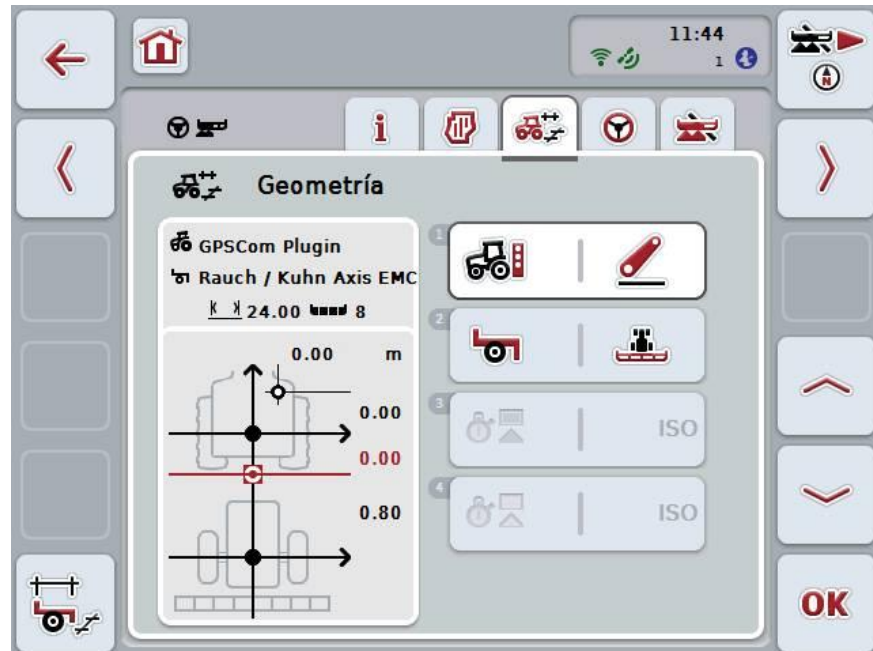 11:44
1
N
i
Geometría
GPSCom Plugin
Rauch / Kuhn Axis EMC
24.00 8
0.00 m
0.00
0.00
0.80
1
2
3
ISO
4
ISO
OK